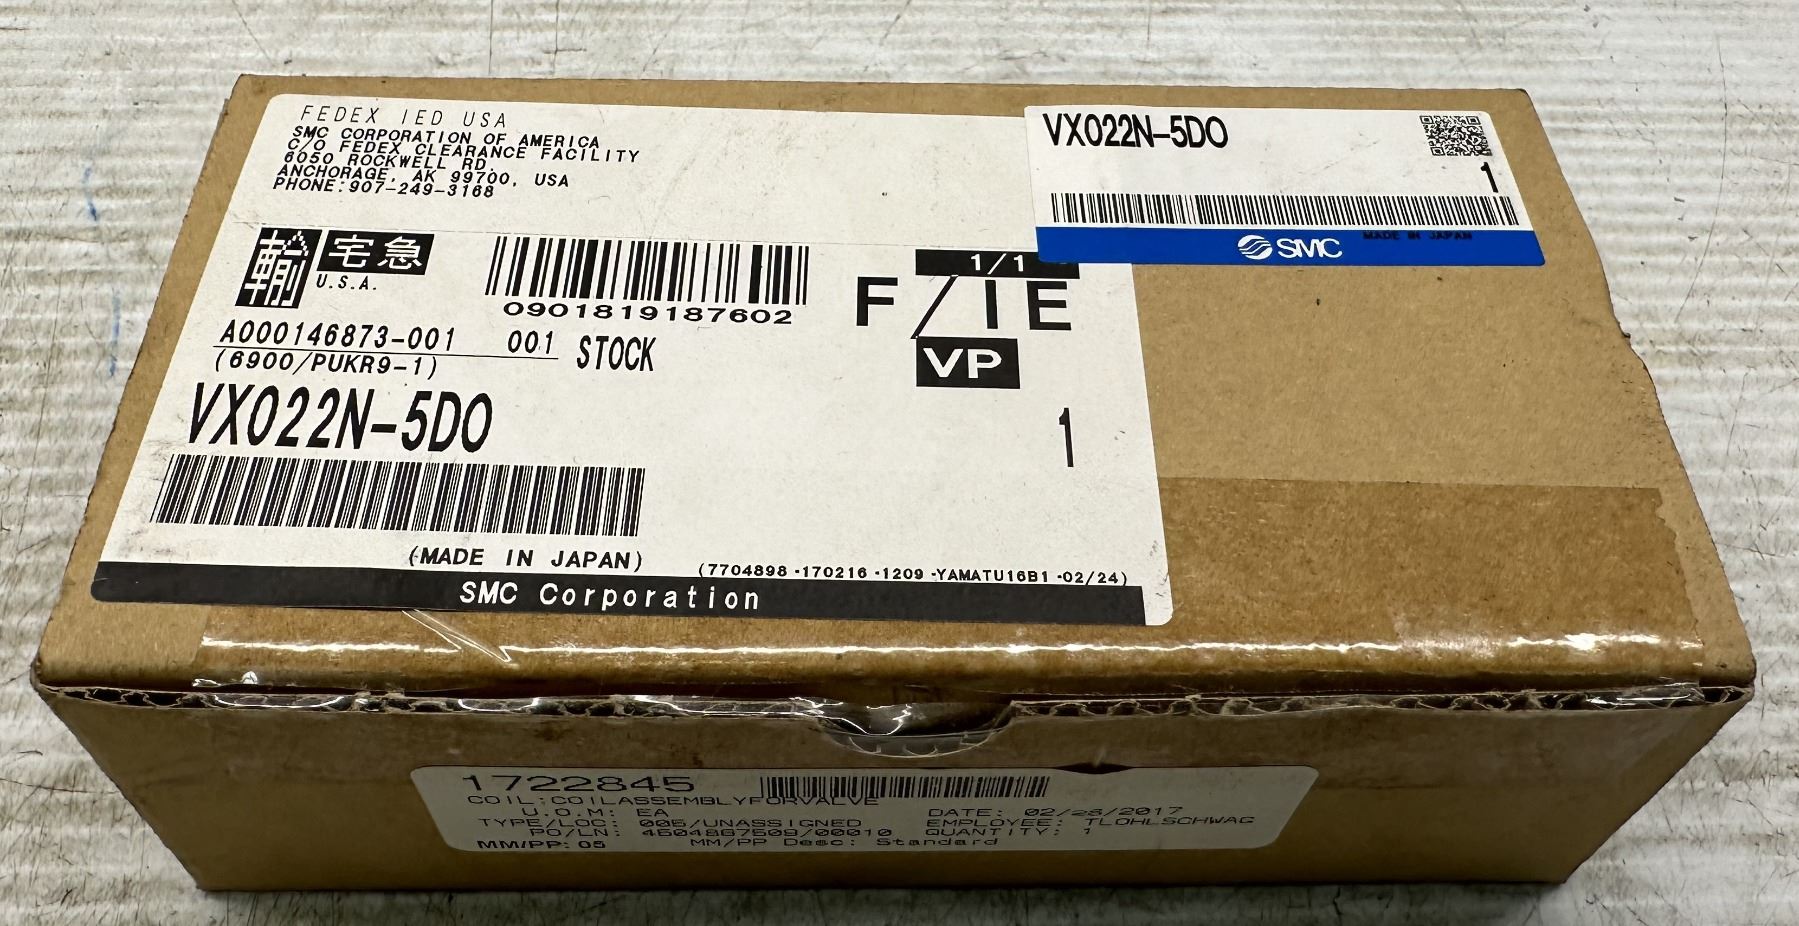 FEDEX IED USA
SMC CORPORATION OF AMERICA
C/O FEDEX CLEARANCE FACILITY
6050 ROCKWELL RD.
ANCHORAGE, AK 99700, USA
PHONE:907-249-3168
宅急
U.S.A.
0901819187602
1/1
F/IE
VP
A000146873-001 001 STOCK
(6900/PUKR9-1)
VX022N-5DO
1
(MADE IN JAPAN)
(7704898 -170216 -1209 -YAMATU16B1 -02/24)
SMC Corporation
VX022N-5DO
1
MADE IN JAPAN
SMC
1722845
COIL;COILASSEMBLYFORVALVE
U.O.M: EA
DATE: 02/28/2017
TYPE/LOC: 005/UNASSIGNED
EMPLOYEE: TLOHLSCHWAG
PO/LN: 4504867509/00010
QUANTITY: 1
MM/PP: 05
MM/PP Desc: Standard